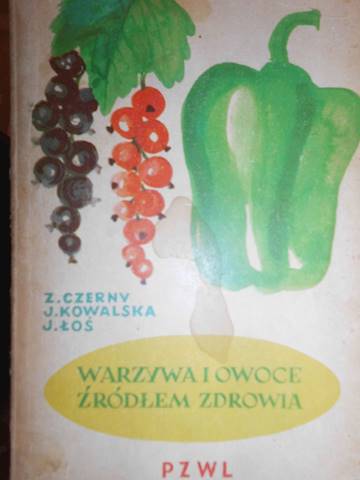 Z. CZERNY
J. KOWALSKA
J. ŁOŚ
WARZYWA I OWOCE
ŹRÓDŁEM ZDROWIA
PZWL